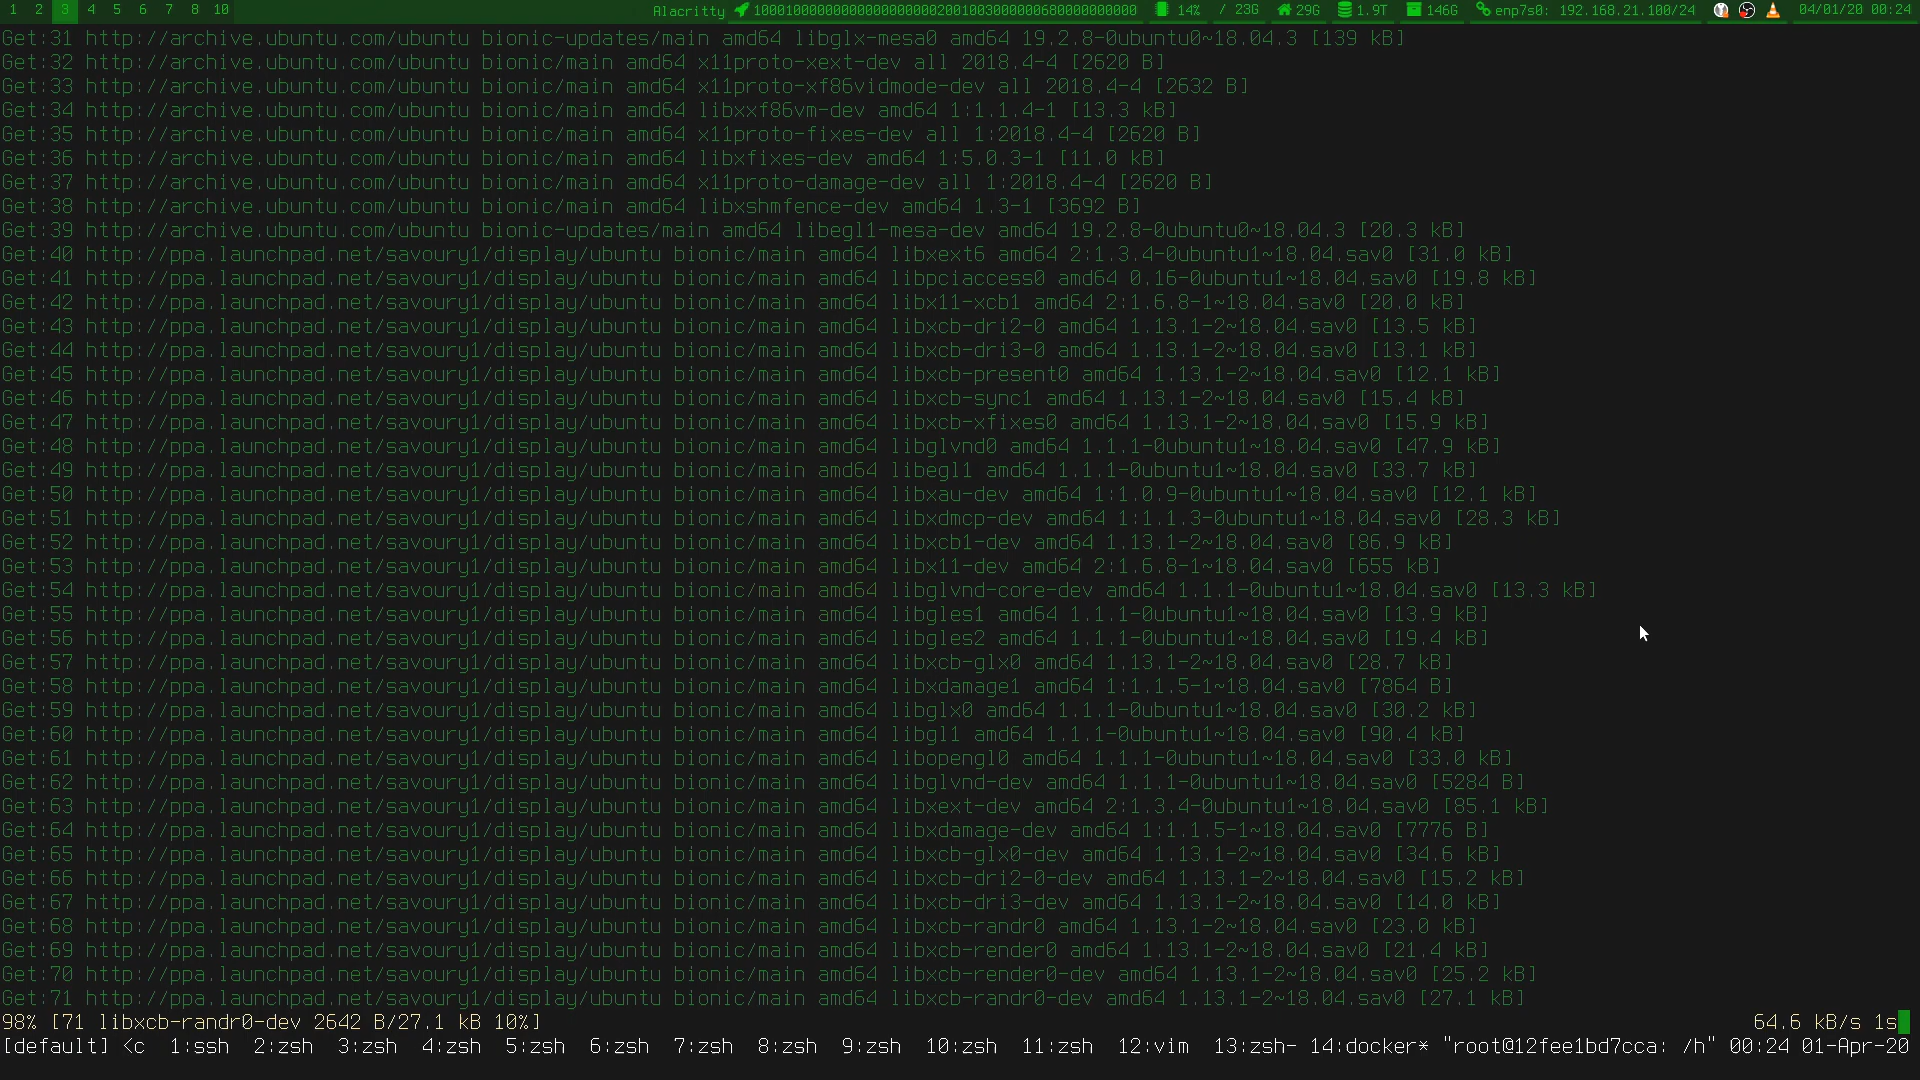 1 2 3 4 5 6 7 8 10 Alacritty 14% / 23G 29G 1.9T 146G enp7s0: 192.168.21.100/24 04/01/20 00:24
Get:31 http://archive.ubuntu.com/ubuntu bionic-updates/main amd64 libglx-mesa0 amd64 19.2.8-0ubuntu0~18.04.3 [139 kB]
Get:32 http://archive.ubuntu.com/ubuntu bionic/main amd64 x11proto-xext-dev all 2018.4-4 [2620 B]
Get:33 http://archive.ubuntu.com/ubuntu bionic/main amd64 x11proto-xf86vidmode-dev all 2018.4-4 [2632 B]
Get:34 http://archive.ubuntu.com/ubuntu bionic/main amd64 libxxf86vm-dev amd64 1:1.1.4-1 [13.3 kB]
Get:35 http://archive.ubuntu.com/ubuntu bionic/main amd64 x11proto-fixes-dev all 1:2018.4-4 [2620 B]
Get:36 http://archive.ubuntu.com/ubuntu bionic/main amd64 libxfixes-dev amd64 1:5.0.3-1 [11.0 kB]
Get:37 http://archive.ubuntu.com/ubuntu bionic/main amd64 x11proto-damage-dev all 1:2018.4-4 [2620 B]
Get:38 http://archive.ubuntu.com/ubuntu bionic/main amd64 libxshmfence-dev amd64 1.3-1 [3692 B]
Get:39 http://archive.ubuntu.com/ubuntu bionic-updates/main amd64 libegl1-mesa-dev amd64 19.2.8-0ubuntu0~18.04.3 [20.3 kB]
Get:40 http://ppa.launchpad.net/savoury1/display/ubuntu bionic/main amd64 libxext6 amd64 2:1.3.4-0ubuntu1~18.04.sav0 [31.0 kB]
Get:41 http://ppa.launchpad.net/savoury1/display/ubuntu bionic/main amd64 libpciaccess0 amd64 0.16-0ubuntu1~18.04.sav0 [19.8 kB]
Get:42 http://ppa.launchpad.net/savoury1/display/ubuntu bionic/main amd64 libx11-xcb1 amd64 2:1.6.8-1~18.04.sav0 [20.0 kB]
Get:43 http://ppa.launchpad.net/savoury1/display/ubuntu bionic/main amd64 libxcb-dri2-0 amd64 1.13.1-2~18.04.sav0 [13.5 kB]
Get:44 http://ppa.launchpad.net/savoury1/display/ubuntu bionic/main amd64 libxcb-dri3-0 amd64 1.13.1-2~18.04.sav0 [13.1 kB]
Get:45 http://ppa.launchpad.net/savoury1/display/ubuntu bionic/main amd64 libxcb-present0 amd64 1.13.1-2~18.04.sav0 [12.1 kB]
Get:46 http://ppa.launchpad.net/savoury1/display/ubuntu bionic/main amd64 libxcb-sync1 amd64 1.13.1-2~18.04.sav0 [15.4 kB]
Get:47 http://ppa.launchpad.net/savoury1/display/ubuntu bionic/main amd64 libxcb-xfixes0 amd64 1.13.1-2~18.04.sav0 [15.9 kB]
Get:48 http://ppa.launchpad.net/savoury1/display/ubuntu bionic/main amd64 libglvnd0 amd64 1.1.1-0ubuntu1~18.04.sav0 [47.9 kB]
Get:49 http://ppa.launchpad.net/savoury1/display/ubuntu bionic/main amd64 libegl1 amd64 1.1.1-0ubuntu1~18.04.sav0 [33.7 kB]
Get:50 http://ppa.launchpad.net/savoury1/display/ubuntu bionic/main amd64 libxau-dev amd64 1:1.0.9-0ubuntu1~18.04.sav0 [12.1 kB]
Get:51 http://ppa.launchpad.net/savoury1/display/ubuntu bionic/main amd64 libxdmcp-dev amd64 1:1.1.3-0ubuntu1~18.04.sav0 [28.3 kB]
Get:52 http://ppa.launchpad.net/savoury1/display/ubuntu bionic/main amd64 libxcb1-dev amd64 1.13.1-2~18.04.sav0 [86.9 kB]
Get:53 http://ppa.launchpad.net/savoury1/display/ubuntu bionic/main amd64 libx11-dev amd64 2:1.6.8-1~18.04.sav0 [655 kB]
Get:54 http://ppa.launchpad.net/savoury1/display/ubuntu bionic/main amd64 libglvnd-core-dev amd64 1.1.1-0ubuntu1~18.04.sav0 [13.3 kB]
Get:55 http://ppa.launchpad.net/savoury1/display/ubuntu bionic/main amd64 libgles1 amd64 1.1.1-0ubuntu1~18.04.sav0 [13.9 kB]
Get:56 http://ppa.launchpad.net/savoury1/display/ubuntu bionic/main amd64 libgles2 amd64 1.1.1-0ubuntu1~18.04.sav0 [19.4 kB]
Get:57 http://ppa.launchpad.net/savoury1/display/ubuntu bionic/main amd64 libxcb-glx0 amd64 1.13.1-2~18.04.sav0 [28.7 kB]
Get:58 http://ppa.launchpad.net/savoury1/display/ubuntu bionic/main amd64 libxdamage1 amd64 1:1.1.5-1~18.04.sav0 [7864 B]
Get:59 http://ppa.launchpad.net/savoury1/display/ubuntu bionic/main amd64 libglx0 amd64 1.1.1-0ubuntu1~18.04.sav0 [30.2 kB]
Get:60 http://ppa.launchpad.net/savoury1/display/ubuntu bionic/main amd64 libgl1 amd64 1.1.1-0ubuntu1~18.04.sav0 [90.4 kB]
Get:61 http://ppa.launchpad.net/savoury1/display/ubuntu bionic/main amd64 libopengl0 amd64 1.1.1-0ubuntu1~18.04.sav0 [33.0 kB]
Get:62 http://ppa.launchpad.net/savoury1/display/ubuntu bionic/main amd64 libglvnd-dev amd64 1.1.1-0ubuntu1~18.04.sav0 [5284 B]
Get:63 http://ppa.launchpad.net/savoury1/display/ubuntu bionic/main amd64 libxext-dev amd64 2:1.3.4-0ubuntu1~18.04.sav0 [85.1 kB]
Get:64 http://ppa.launchpad.net/savoury1/display/ubuntu bionic/main amd64 libxdamage-dev amd64 1:1.1.5-1~18.04.sav0 [7776 B]
Get:65 http://ppa.launchpad.net/savoury1/display/ubuntu bionic/main amd64 libxcb-glx0-dev amd64 1.13.1-2~18.04.sav0 [34.6 kB]
Get:66 http://ppa.launchpad.net/savoury1/display/ubuntu bionic/main amd64 libxcb-dri2-0-dev amd64 1.13.1-2~18.04.sav0 [15.2 kB]
Get:67 http://ppa.launchpad.net/savoury1/display/ubuntu bionic/main amd64 libxcb-dri3-dev amd64 1.13.1-2~18.04.sav0 [14.0 kB]
Get:68 http://ppa.launchpad.net/savoury1/display/ubuntu bionic/main amd64 libxcb-randr0 amd64 1.13.1-2~18.04.sav0 [23.0 kB]
Get:69 http://ppa.launchpad.net/savoury1/display/ubuntu bionic/main amd64 libxcb-render0 amd64 1.13.1-2~18.04.sav0 [21.4 kB]
Get:70 http://ppa.launchpad.net/savoury1/display/ubuntu bionic/main amd64 libxcb-render0-dev amd64 1.13.1-2~18.04.sav0 [25.2 kB]
Get:71 http://ppa.launchpad.net/savoury1/display/ubuntu bionic/main amd64 libxcb-randr0-dev amd64 1.13.1-2~18.04.sav0 [27.1 kB]
98% [71 libxcb-randr0-dev 2642 B/27.1 kB 10%] 64.6 kB/s 1s
[default] <c 1:ssh 2:zsh 3:zsh 4:zsh 5:zsh 6:zsh 7:zsh 8:zsh 9:zsh 10:zsh 11:zsh 12:vim 13:zsh- 14:docker* "root@12fee1bd7cca: /h" 00:24 01-Apr-20